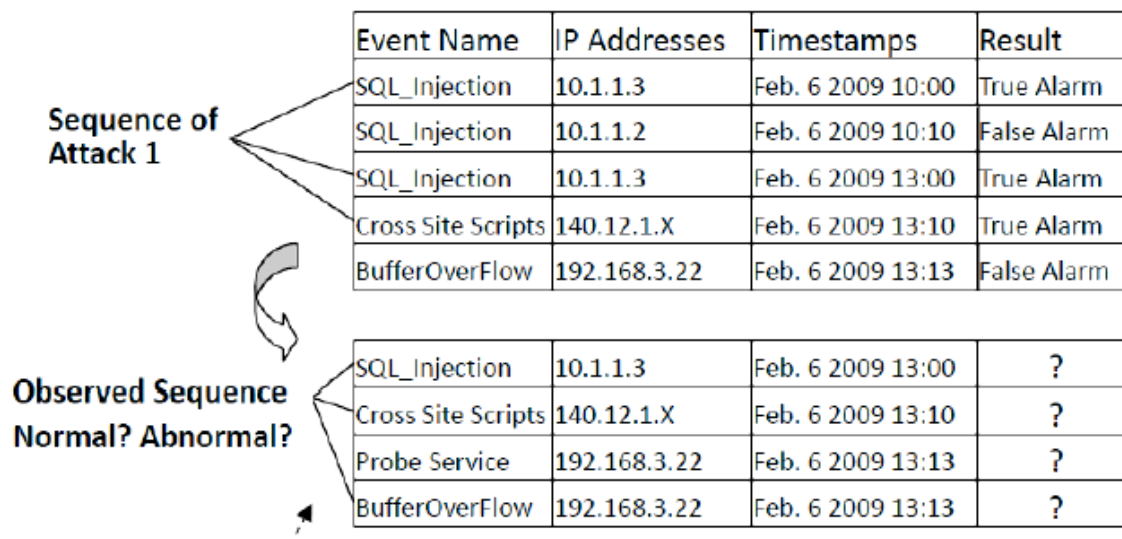 Event Name IP Addresses Timestamps Result
SQL_Injection 10.1.1.3 Feb. 6 2009 10:00 True Alarm
SQL_Injection 10.1.1.2 Feb. 6 2009 10:10 False Alarm
SQL_Injection 10.1.1.3 Feb. 6 2009 13:00 True Alarm
Cross Site Scripts 140.12.1.X Feb. 6 2009 13:10 True Alarm
BufferOverFlow 192.168.3.22 Feb. 6 2009 13:13 False Alarm
Sequence of
Attack 1
SQL_Injection 10.1.1.3 Feb. 6 2009 13:00 ?
Cross Site Scripts 140.12.1.X Feb. 6 2009 13:10 ?
Probe Service 192.168.3.22 Feb. 6 2009 13:13 ?
BufferOverFlow 192.168.3.22 Feb. 6 2009 13:13 ?
Observed Sequence
Normal? Abnormal?